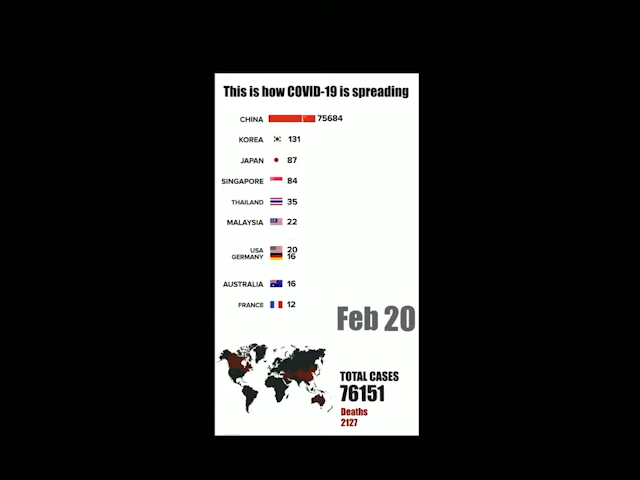 This is how COVID-19 is spreading
CHINA 75684
KOREA 131
JAPAN 87
SINGAPORE 84
THAILAND 35
MALAYSIA 22
USA 20
GERMANY 16
AUSTRALIA 16
FRANCE 12
Feb 20
TOTAL CASES
76151
Deaths
2127